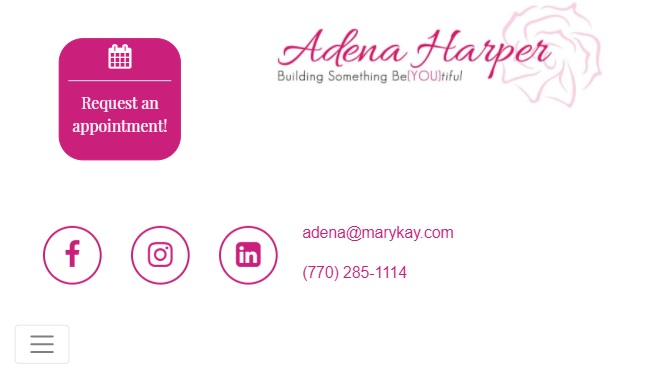 Adena Harper
Building Something Be(YOU)tiful
Request an
appointment!
adena@marykay.com
(770) 285-1114